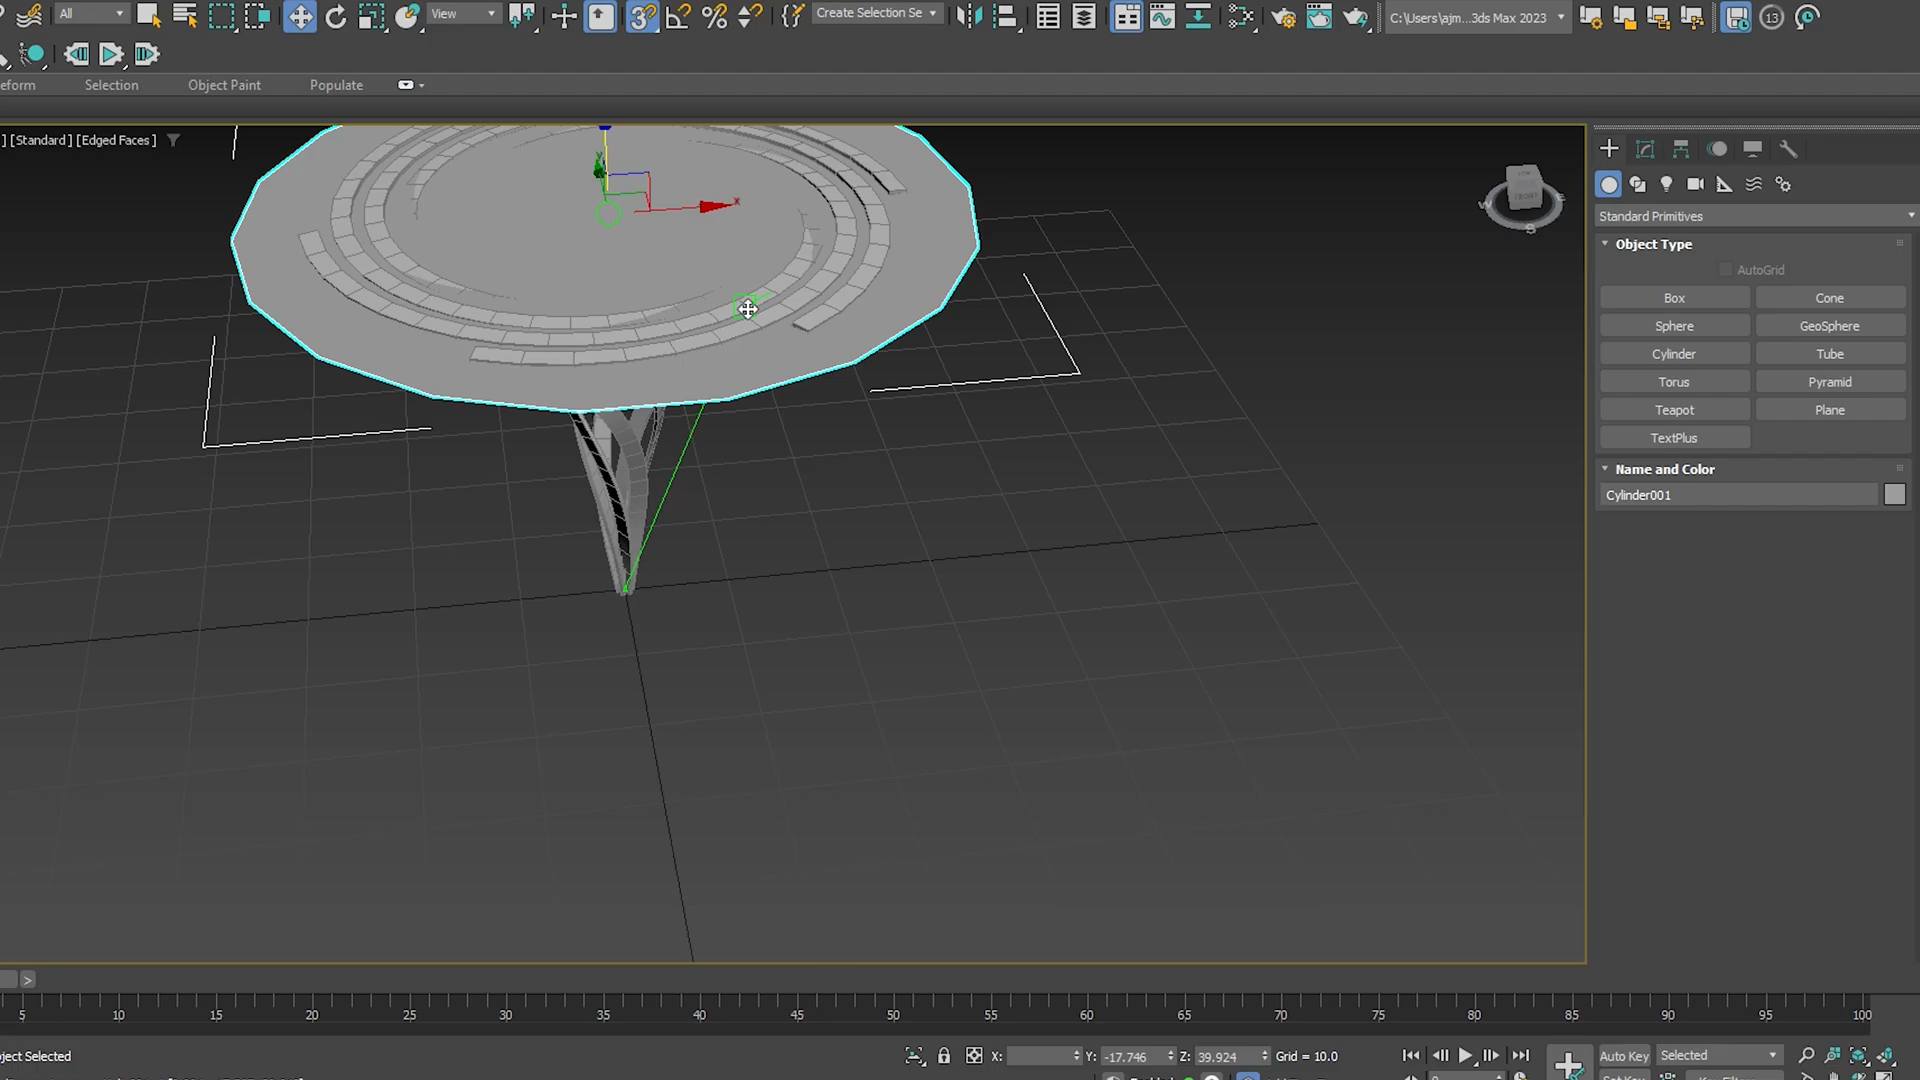 All
View
Create Selection Se
C:\Users\ajm...3ds Max 2023
13
eform
Selection
Object Paint
Populate
] [Standard ] [Edged Faces ]
Standard Primitives
Object Type
AutoGrid
Box
Cone
Sphere
GeoSphere
Cylinder
Tube
Torus
Pyramid
Teapot
Plane
TextPlus
Name and Color
Cylinder001
x
W
S
FRONT
>
5 10 15 20 25 30 35 40 45 50 55 60 65 70 75 80 85 90 95 100
ject Selected
X:
Y: -17.746
Z: 39.924
Grid = 10.0
Auto Key
Selected